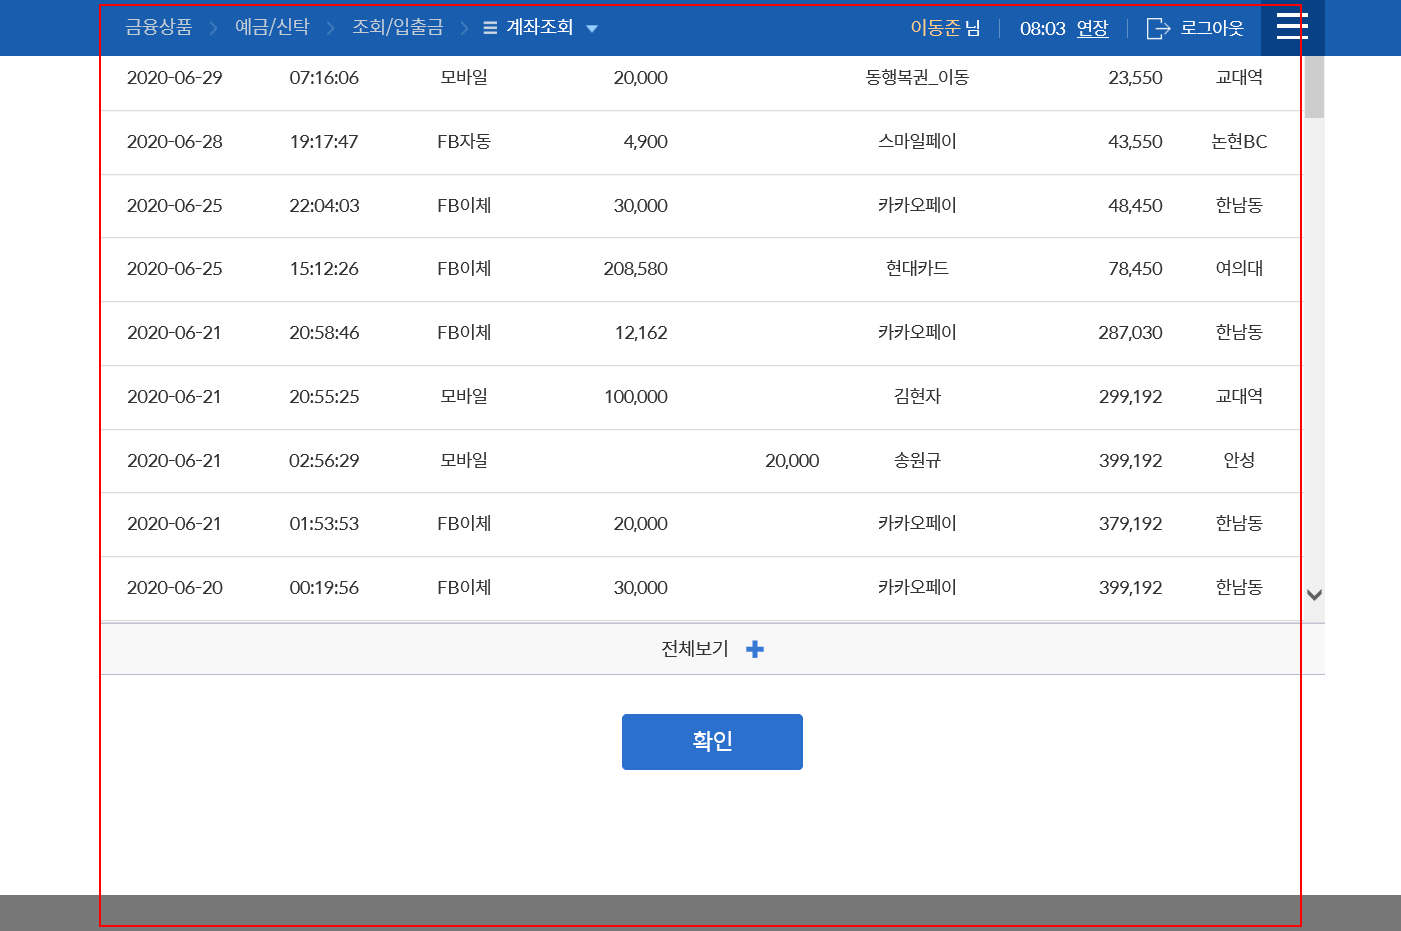 금융상품 예금/신탁 조회/입출금 계좌조회 이동준 님 08:03 연장 로그아웃
2020-06-29 07:16:06 모바일 20,000 동행복권_이동 23,550 교대역
2020-06-28 19:17:47 FB자동 4,900 스마일페이 43,550 논현BC
2020-06-25 22:04:03 FB이체 30,000 카카오페이 48,450 한남동
2020-06-25 15:12:26 FB이체 208,580 현대카드 78,450 여의대
2020-06-21 20:58:46 FB이체 12,162 카카오페이 287,030 한남동
2020-06-21 20:55:25 모바일 100,000 김현자 299,192 교대역
2020-06-21 02:56:29 모바일 20,000 송원규 399,192 안성
2020-06-21 01:53:53 FB이체 20,000 카카오페이 379,192 한남동
2020-06-20 00:19:56 FB이체 30,000 카카오페이 399,192 한남동
전체보기
확인